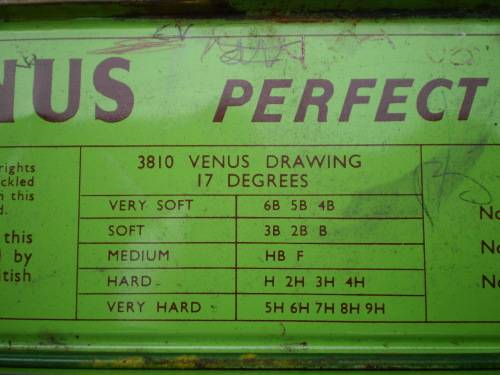 NUS PERFECT
3810 VENUS DRAWING
17 DEGREES
VERY SOFT 6B 5B 4B
SOFT 3B 2B B
MEDIUM HB F
HARD H 2H 3H 4H
VERY HARD 5H 6H 7H 8H 9H
rights
ckled
this
d.
this
by
itish
No
No
No